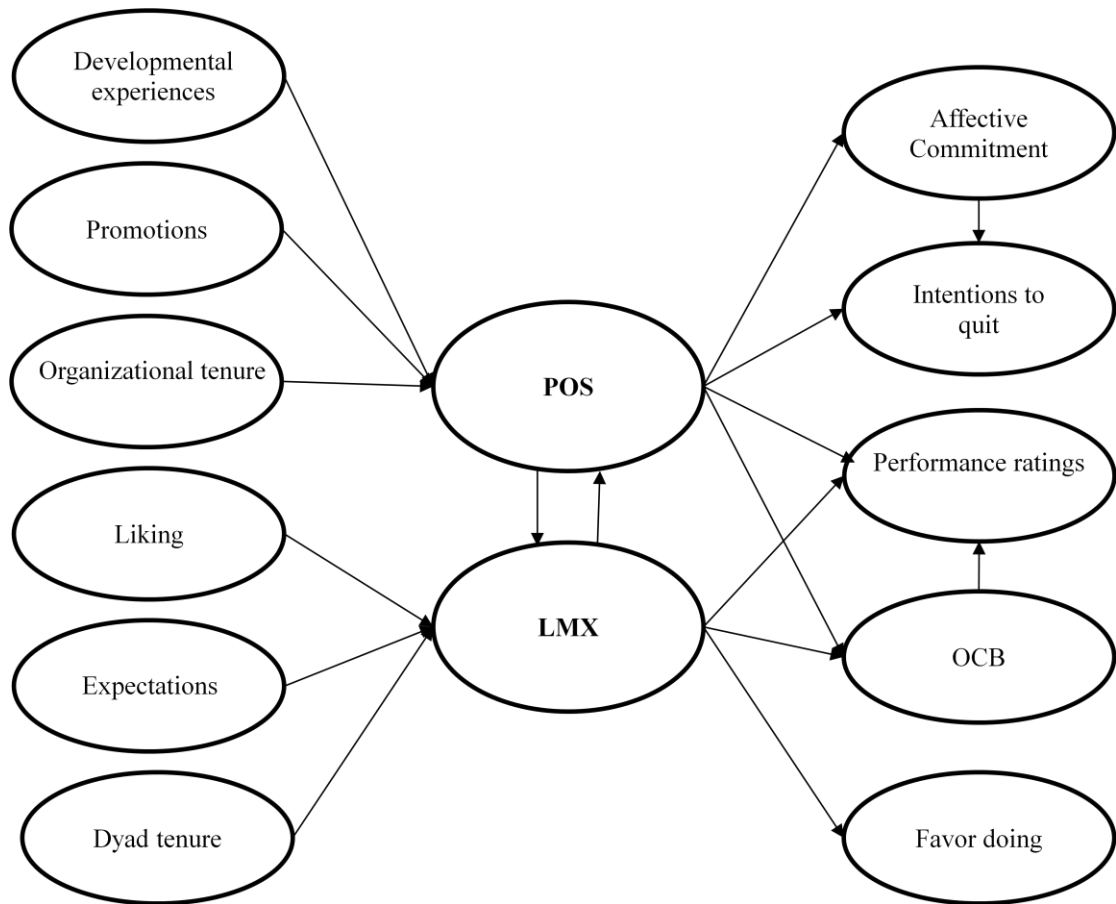 Developmental
experiences
Promotions
Organizational tenure
Liking
Expectations
Dyad tenure
POS
LMX
Affective
Commitment
Intentions to
quit
Performance ratings
OCB
Favor doing